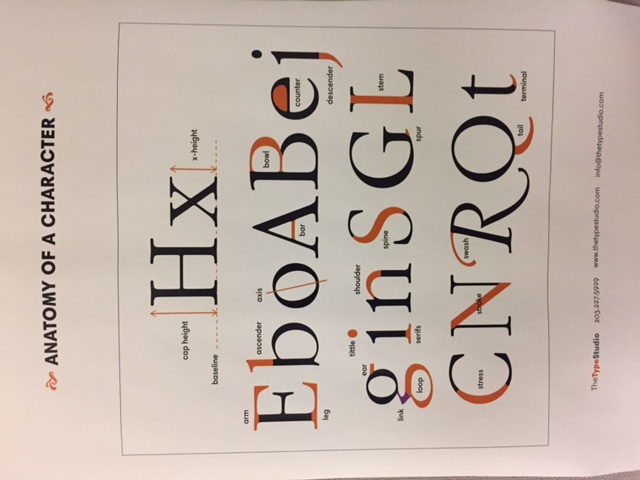 ANATOMY OF A CHARACTER
Hx
cap height
x-height
baseline
arm
ascender
axis
bowl
EboABej
bar
counter
leg
descender
tittle
shoulder
ear
ginSGL
spine
stem
link
loop
serifs
spur
swash
CNRQt
stress
stroke
tail
terminal
TheTypeStudio 203.227.5929 www.thetypestudio.com info@thetypestudio.com